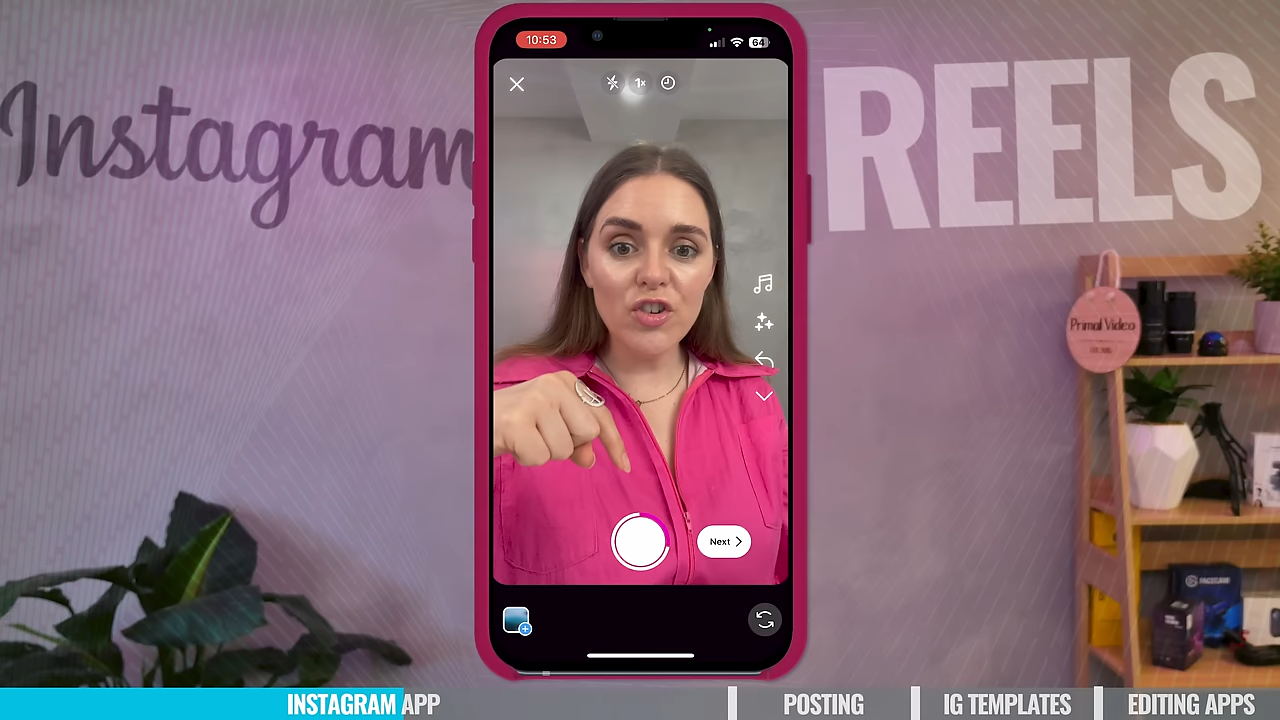 Instagram
REELS
10:53
64
1x
Next
Primal Video
INSTAGRAM APP
POSTING
IG TEMPLATES
EDITING APPS